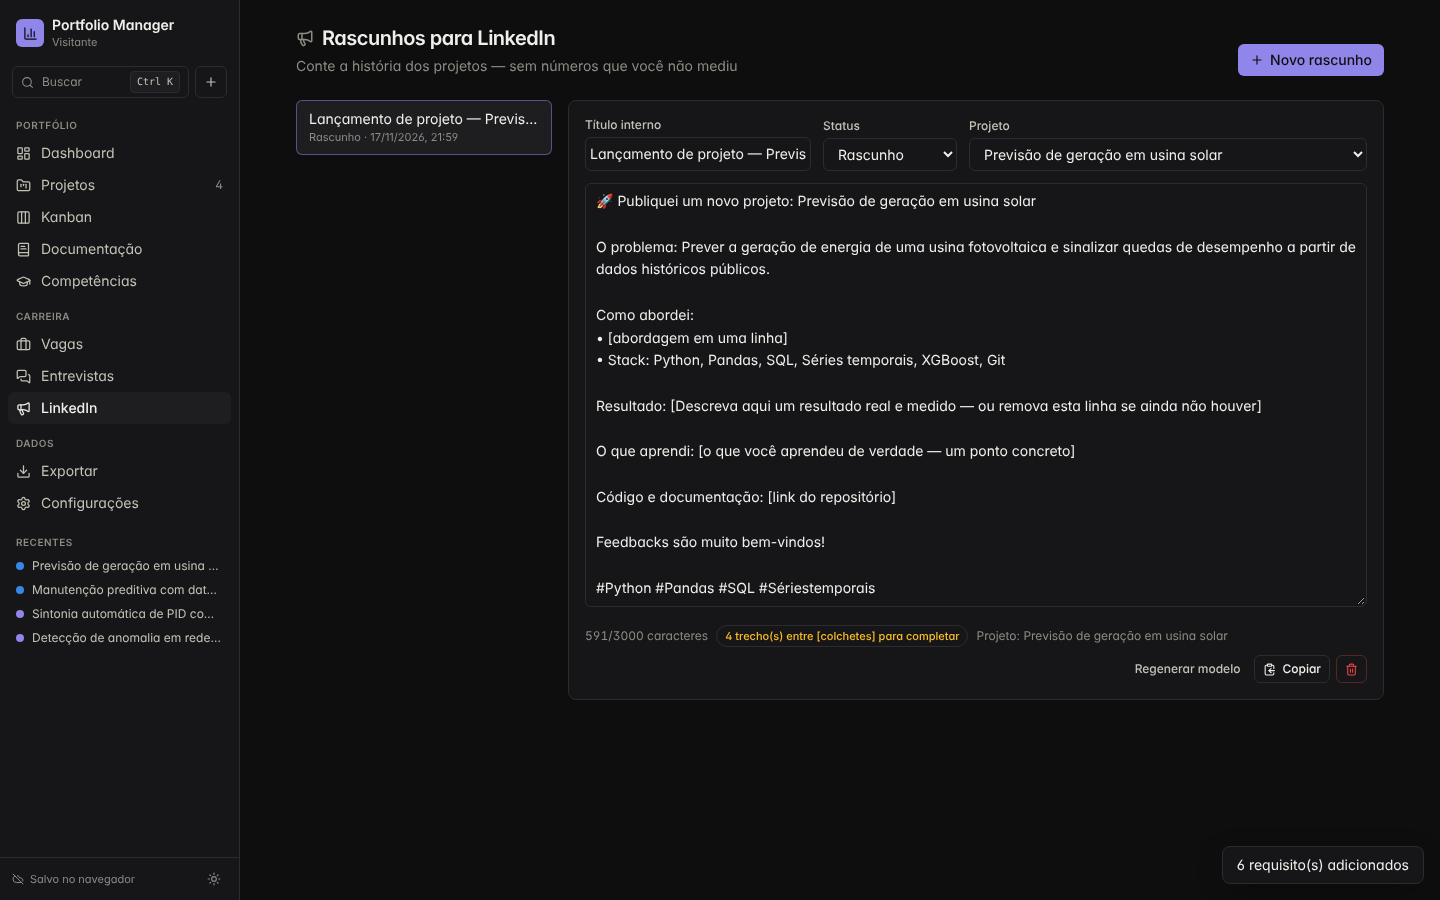 Portfolio Manager
Visitante
Buscar
Ctrl K
PORTFÓLIO
Dashboard
Projetos
4
Kanban
Documentação
Competências
CARREIRA
Vagas
Entrevistas
LinkedIn
DADOS
Exportar
Configurações
RECENTES
Previsão de geração em usina ...
Manutenção preditiva com dat...
Sintonia automática de PID co...
Detecção de anomalia em rede...
Salvo no navegador
Rascunhos para LinkedIn
Conte a história dos projetos — sem números que você não mediu
Novo rascunho
Lançamento de projeto — Previs...
Rascunho · 17/11/2026, 21:59
Título interno
Status
Projeto
Lançamento de projeto — Previs
Rascunho
Previsão de geração em usina solar
🚀 Publiquei um novo projeto: Previsão de geração em usina solar
O problema: Prever a geração de energia de uma usina fotovoltaica e sinalizar quedas de desempenho a partir de
dados históricos públicos.
Como abordei:
• [abordagem em uma linha]
• Stack: Python, Pandas, SQL, Séries temporais, XGBoost, Git
Resultado: [Descreva aqui um resultado real e medido — ou remova esta linha se ainda não houver]
O que aprendi: [o que você aprendeu de verdade — um ponto concreto]
Código e documentação: [link do repositório]
Feedbacks são muito bem-vindos!
#Python #Pandas #SQL #Sériestemporais
591/3000 caracteres
4 trecho(s) entre [colchetes] para completar
Projeto: Previsão de geração em usina solar
Regenerar modelo
Copiar
6 requisito(s) adicionados